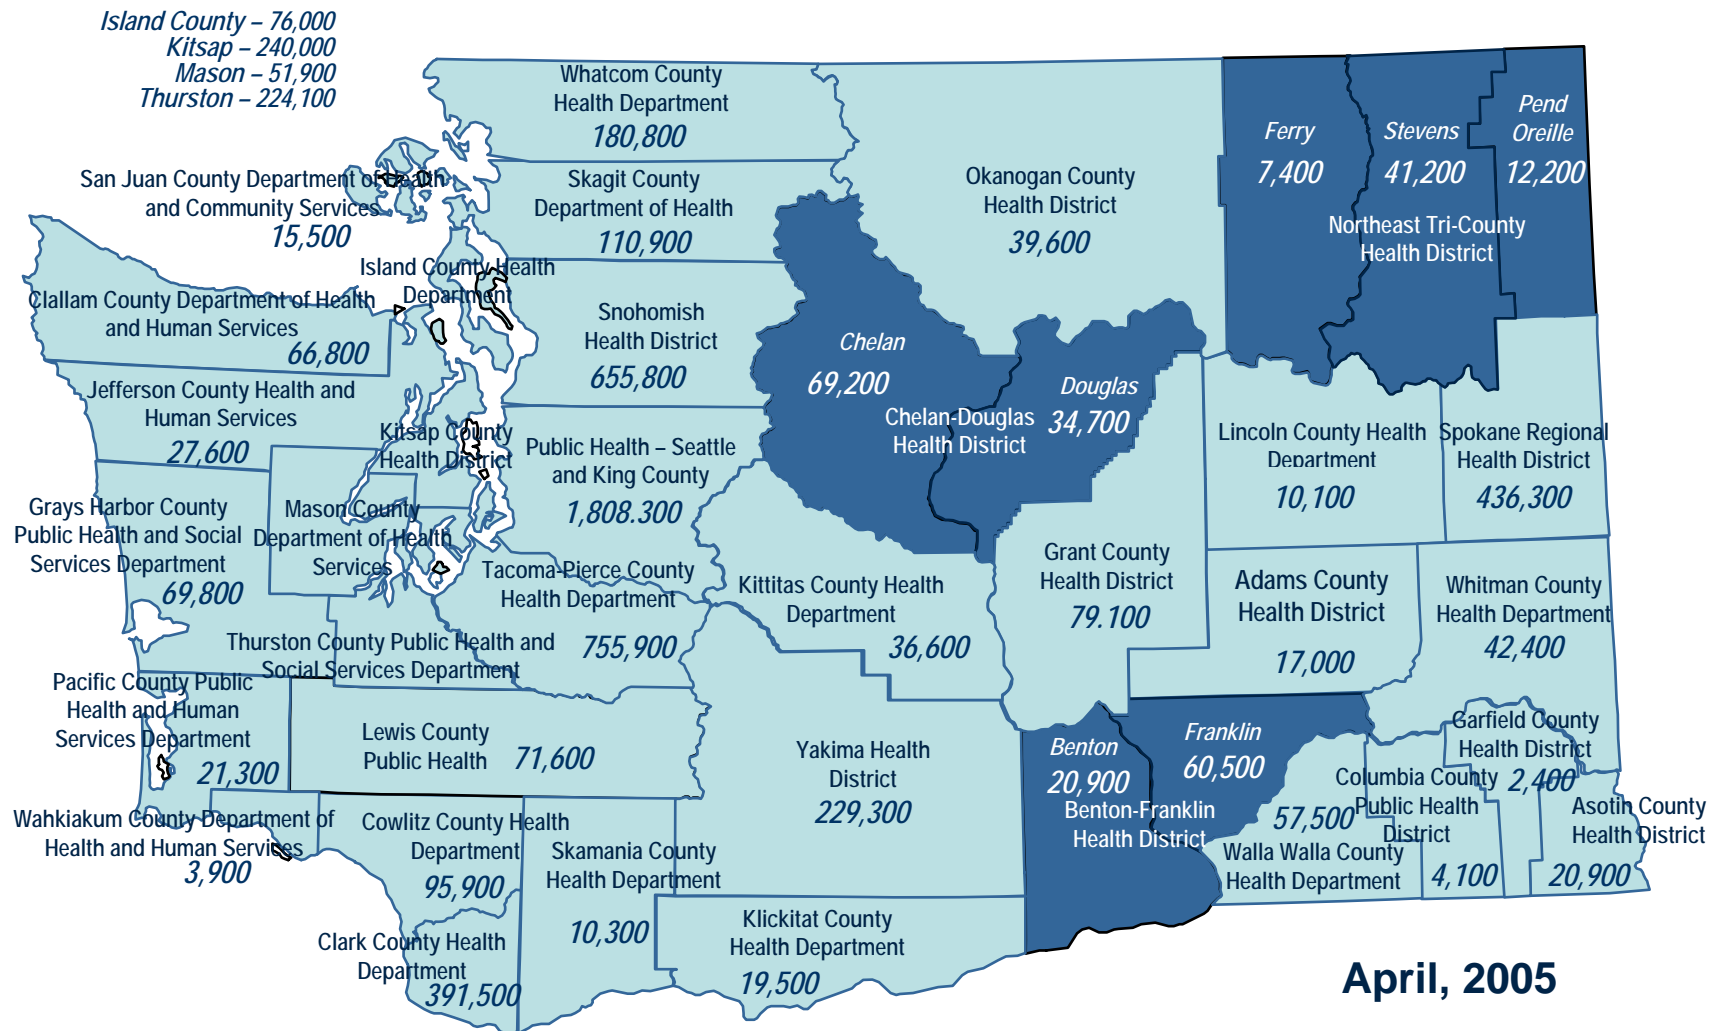 Island County – 76,000
Kitsap – 240,000
Mason – 51,900
Thurston – 224,100
Whatcom County
Health Department
180,800
San Juan County Department of Health
and Community Services
15,500
Skagit County
Department of Health
110,900
Okanogan County
Health District
39,600
Ferry
7,400
Stevens
41,200
Pend
Oreille
12,200
Northeast Tri-County
Health District
Island County Health
Department
Clallam County Department of Health
and Human Services
66,800
Snohomish
Health District
655,800
Chelan
69,200
Douglas
34,700
Chelan-Douglas
Health District
Jefferson County Health and
Human Services
27,600
Kitsap County
Health District
Public Health – Seattle
and King County
1,808.300
Lincoln County Health
Department
10,100
Spokane Regional
Health District
436,300
Grays Harbor County
Public Health and Social
Services Department
69,800
Mason County
Department of Health
Services
Tacoma-Pierce County
Health Department
755,900
Kittitas County Health
Department
36,600
Grant County
Health District
79.100
Adams County
Health District
17,000
Whitman County
Health Department
42,400
Thurston County Public Health and
Social Services Department
Pacific County Public
Health and Human
Services Department
21,300
Lewis County
Public Health
71,600
Yakima Health
District
229,300
Benton
20,900
Franklin
60,500
Benton-Franklin
Health District
Garfield County
Health District
2,400
Columbia County
Public Health
District
4,100
57,500
Walla Walla County
Health Department
Asotin County
Health District
20,900
Wahkiakum County Department of
Health and Human Services
3,900
Cowlitz County Health
Department
95,900
Skamania County
Health Department
10,300
Klickitat County
Health Department
19,500
Clark County Health
Department
391,500
April, 2005